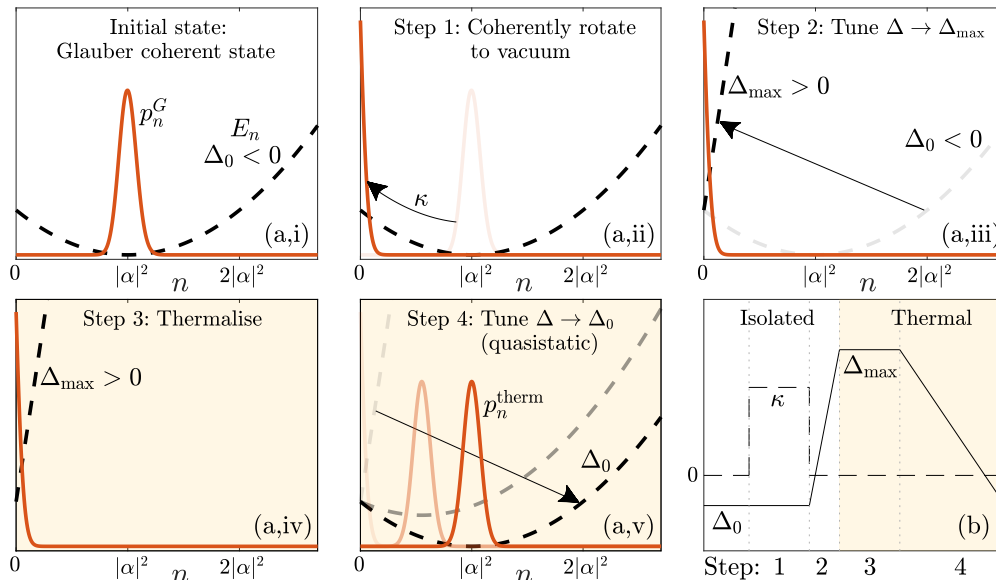 Initial state:
Glauber coherent state
p_n^G
E_n
Δ_0 < 0
(a,i)
0
|α|²
n
2|α|²
Step 1: Coherently rotate
to vacuum
κ
(a,ii)
0
|α|²
n
2|α|²
Step 2: Tune Δ → Δ_max
Δ_max > 0
Δ_0 < 0
(a,iii)
0
|α|²
n
2|α|²
Step 3: Thermalise
Δ_max > 0
(a,iv)
0
|α|²
n
2|α|²
Step 4: Tune Δ → Δ_0
(quasistatic)
p_n^therm
Δ_0
(a,v)
0
|α|²
n
2|α|²
Isolated
Thermal
Δ_max
κ
0
Δ_0
(b)
Step: 1 2 3 4